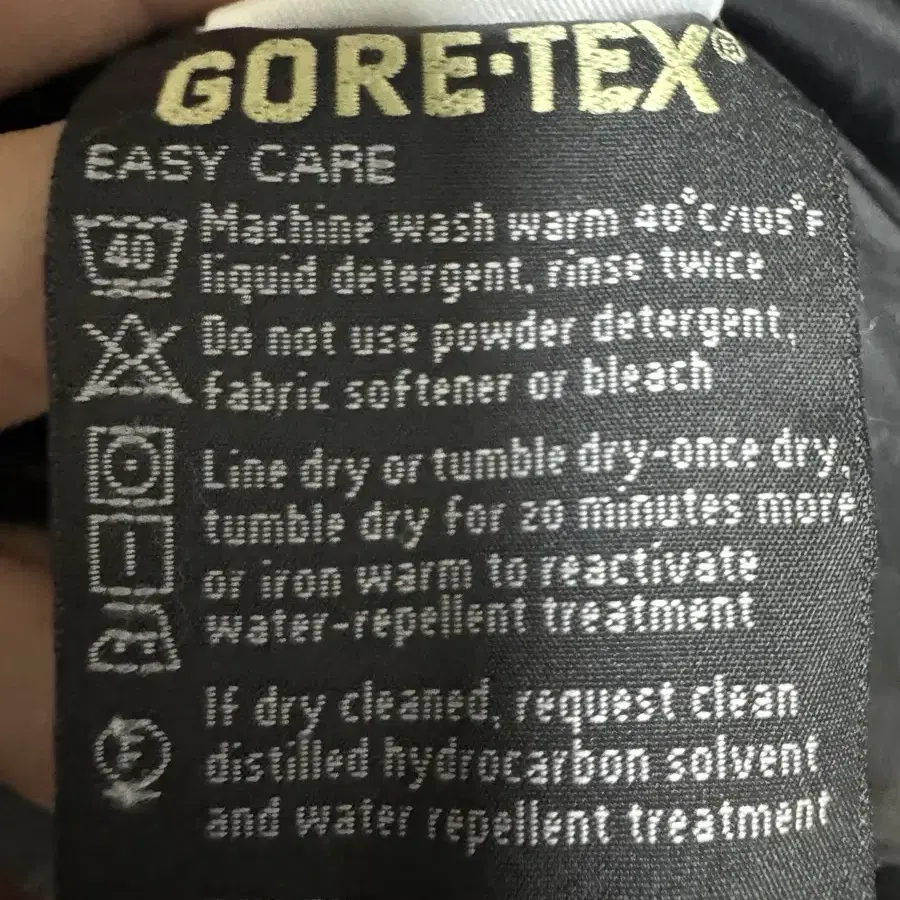 GORE-TEX®
EASY CARE
40
Machine wash warm 40°C/105°F
liquid detergent, rinse twice
Do not use powder detergent,
fabric softener or bleach
Line dry or tumble dry-once dry,
tumble dry for 20 minutes more
or iron warm to reactivate
water-repellent treatment
F
If dry cleaned, request clean
distilled hydrocarbon solvent
and water repellent treatment